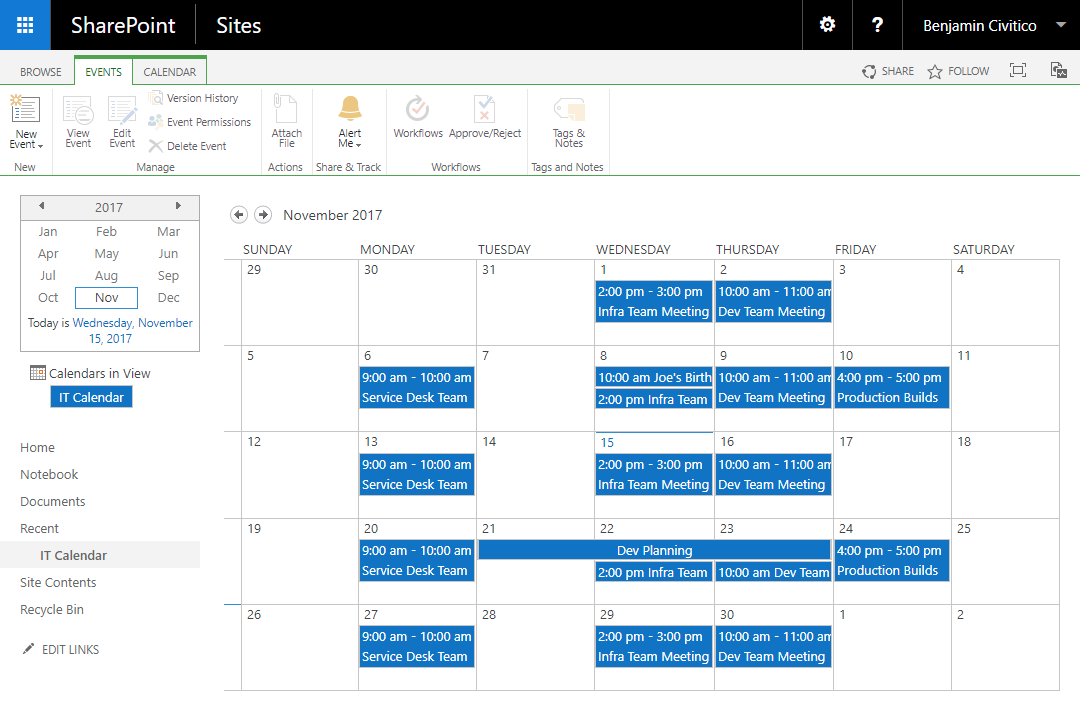 SharePoint Sites ? Benjamin Civitico
BROWSE EVENTS CALENDAR SHARE FOLLOW
New Event
New
View Event
Edit Event
Version History
Event Permissions
Delete Event
Manage
Attach File
Actions
Alert Me
Share & Track
Workflows
Approve/Reject
Workflows
Tags & Notes
Tags and Notes
2017
Jan Feb Mar
Apr May Jun
Jul Aug Sep
Oct Nov Dec
Today is Wednesday, November
15, 2017
Calendars in View
IT Calendar
Home
Notebook
Documents
Recent
IT Calendar
Site Contents
Recycle Bin
EDIT LINKS
November 2017
SUNDAY MONDAY TUESDAY WEDNESDAY THURSDAY FRIDAY SATURDAY
29 30 31 1 2 3 4
2:00 pm - 3:00 pm 10:00 am - 11:00 am
Infra Team Meeting Dev Team Meeting
5 6 7 8 9 10 11
9:00 am - 10:00 am 10:00 am Joe's Birth 10:00 am - 11:00 am 4:00 pm - 5:00 pm
Service Desk Team 2:00 pm Infra Team Dev Team Meeting Production Builds
12 13 14 15 16 17 18
9:00 am - 10:00 am 2:00 pm - 3:00 pm 10:00 am - 11:00 am
Service Desk Team Infra Team Meeting Dev Team Meeting
19 20 21 22 23 24 25
9:00 am - 10:00 am Dev Planning 4:00 pm - 5:00 pm
Service Desk Team 2:00 pm Infra Team 10:00 am Dev Team Production Builds
26 27 28 29 30 1 2
9:00 am - 10:00 am 2:00 pm - 3:00 pm 10:00 am - 11:00 am
Service Desk Team Infra Team Meeting Dev Team Meeting